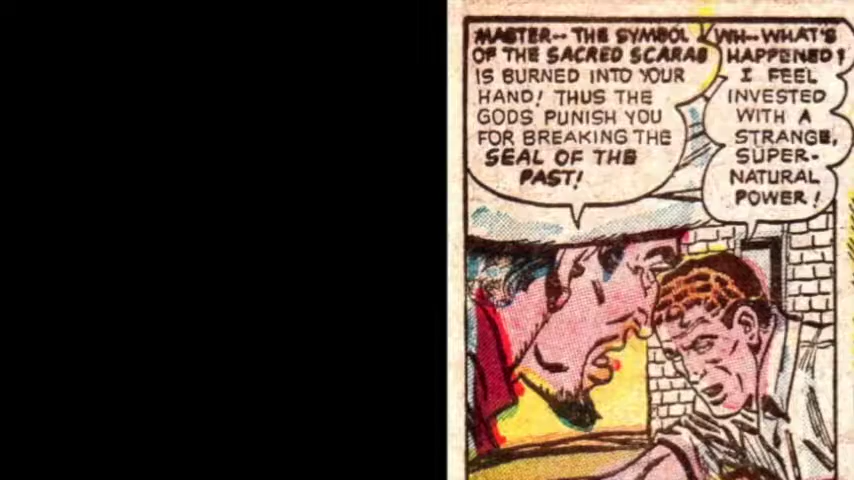 MASTER-- THE SYMBOL
OF THE SACRED SCARAB
IS BURNED INTO YOUR
HAND! THUS THE
GODS PUNISH YOU
FOR BREAKING THE
SEAL OF THE
PAST!
WH--WHAT'S
HAPPENED?
I FEEL
INVESTED
WITH A
STRANGE,
SUPER-
NATURAL
POWER!